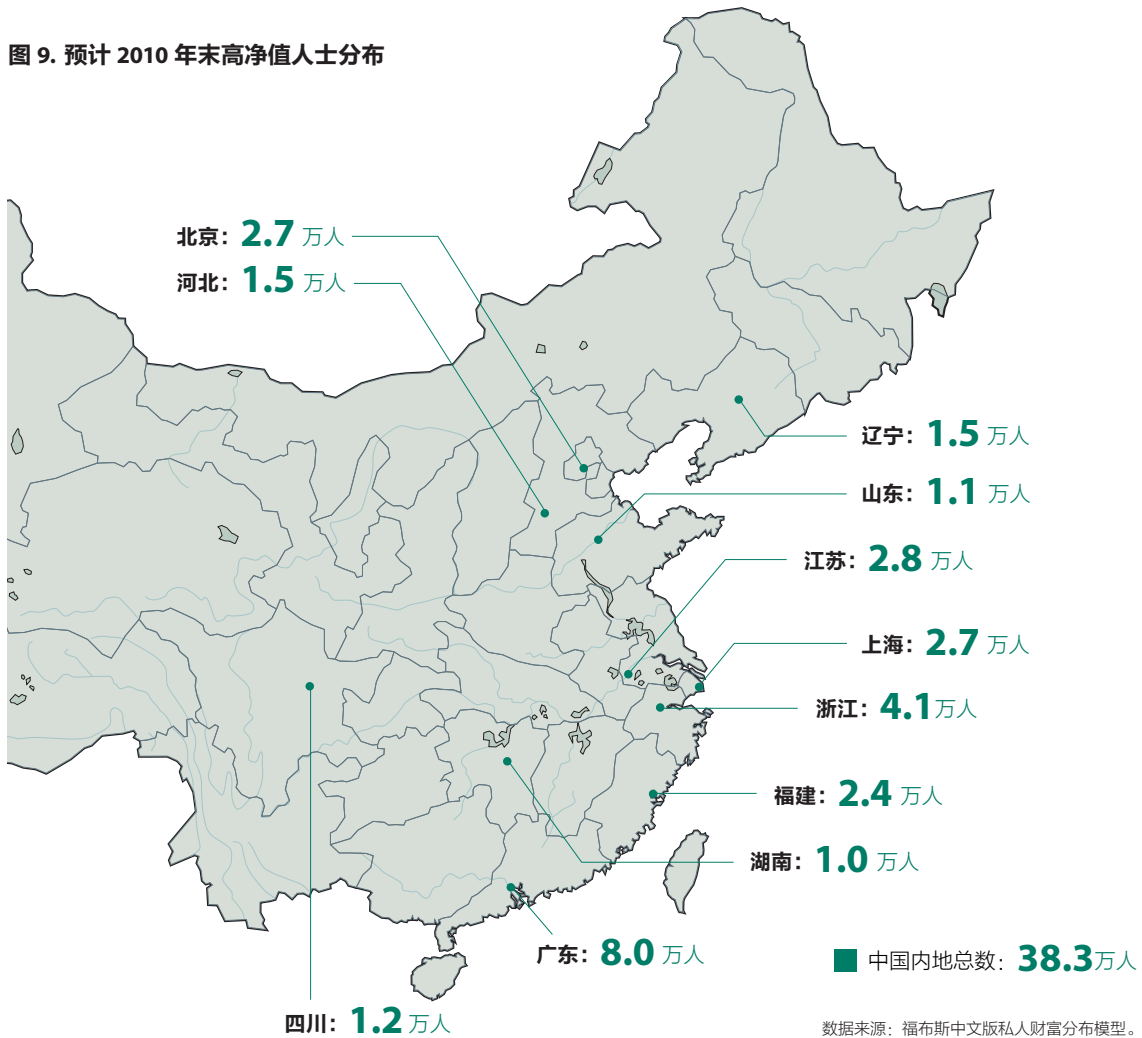 图 9. 预计 2010 年末高净值人士分布
北京：2.7 万人
河北：1.5 万人
辽宁：1.5 万人
山东：1.1 万人
江苏：2.8 万人
上海：2.7 万人
浙江：4.1万人
福建：2.4 万人
湖南：1.0 万人
广东：8.0 万人
中国内地总数：38.3万人
四川：1.2 万人
数据来源：福布斯中文版私人财富分布模型。